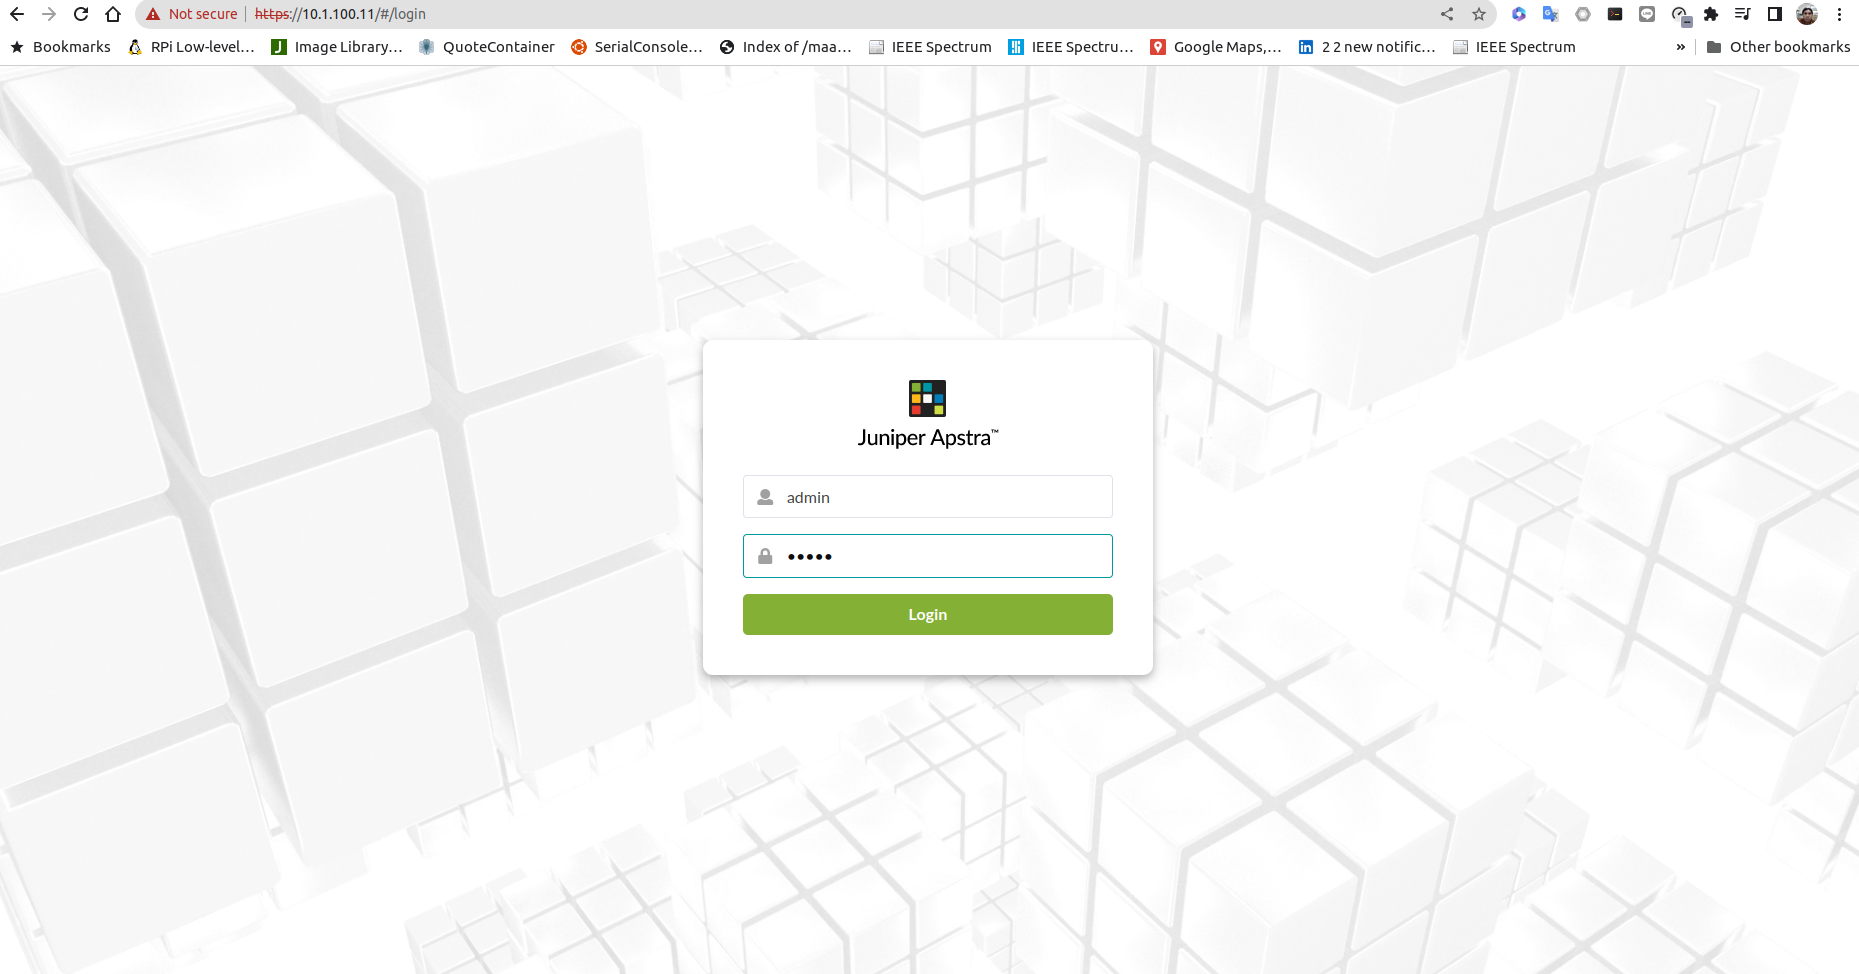 Not secure https://10.1.100.11/#/login
Bookmarks RPi Low-level… Image Library… QuoteContainer SerialConsole… Index of /maa… IEEE Spectrum IEEE Spectru… Google Maps,… 2 2 new notific… IEEE Spectrum » Other bookmarks
Juniper Apstra™
admin
•••••
Login